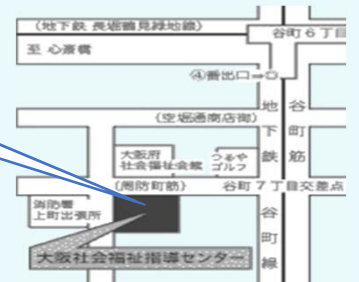 (地下鉄 長堀鶴見緑地線)
谷町6丁目
至 心斎橋
④番出口⇒
(空堀通商店街)
地下鉄
谷町筋
大阪府
社会福祉会館
つるや
ゴルフ
(周防町筋)
谷町7丁目交差点
消防署
上町出張所
谷町線
大阪社会福祉指導センター